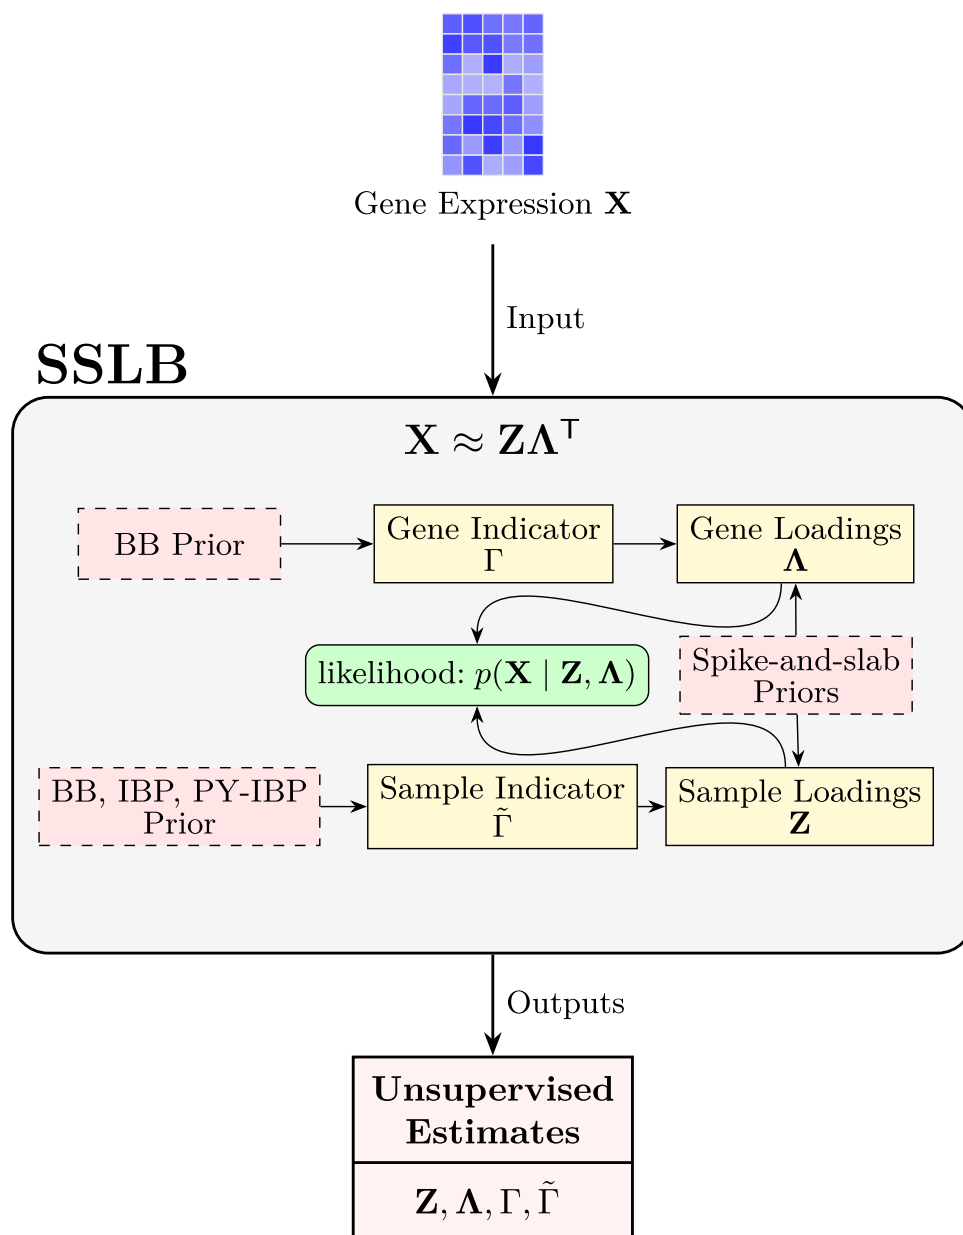 Gene Expression X
Input
SSLB
X ≈ ZΛ⊤
BB Prior
Gene Indicator
Γ
Gene Loadings
Λ
likelihood: p(X | Z, Λ)
Spike-and-slab
Priors
BB, IBP, PY-IBP
Prior
Sample Indicator
Γ̃
Sample Loadings
Z
Outputs
Unsupervised
Estimates
Z, Λ, Γ, Γ̃